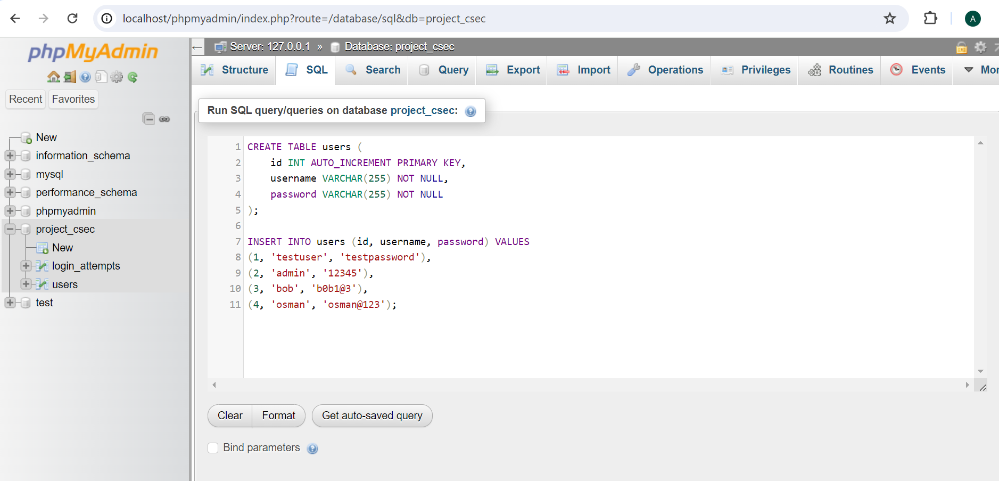 localhost/phpmyadmin/index.php?route=/database/sql&db=project_csec
A
phpMyAdmin
Recent
Favorites
New
information_schema
mysql
performance_schema
phpmyadmin
project_csec
New
login_attempts
users
test
Server: 127.0.0.1 » Database: project_csec
Structure
SQL
Search
Query
Export
Import
Operations
Privileges
Routines
Events
Run SQL query/queries on database project_csec:
1 CREATE TABLE users (
2     id INT AUTO_INCREMENT PRIMARY KEY,
3     username VARCHAR(255) NOT NULL,
4     password VARCHAR(255) NOT NULL
5 );
6
7 INSERT INTO users (id, username, password) VALUES
8 (1, 'testuser', 'testpassword'),
9 (2, 'admin', '12345'),
10 (3, 'bob', 'b0b1@3'),
11 (4, 'osman', 'osman@123');
Clear
Format
Get auto-saved query
Bind parameters